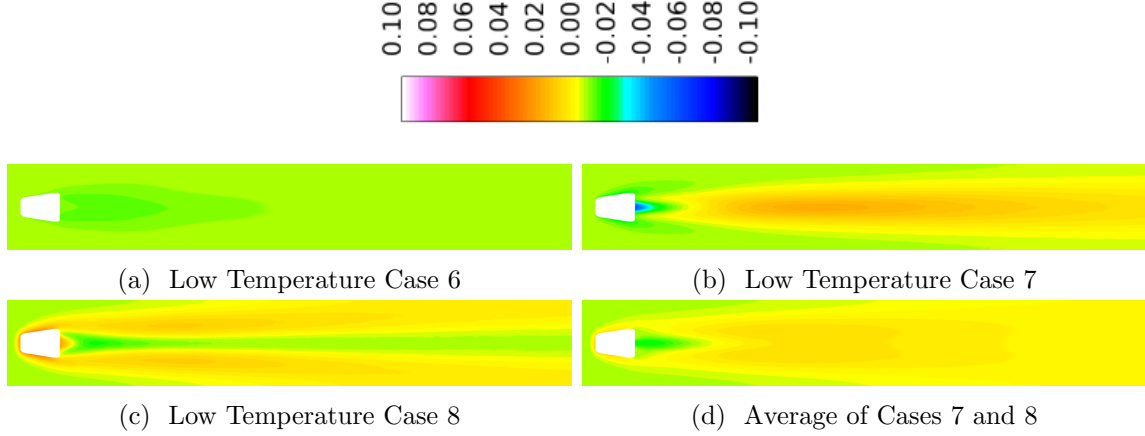 0.10 0.08 0.06 0.04 0.02 0.00 -0.02 -0.04 -0.06 -0.08 -0.10
(a) Low Temperature Case 6
(b) Low Temperature Case 7
(c) Low Temperature Case 8
(d) Average of Cases 7 and 8